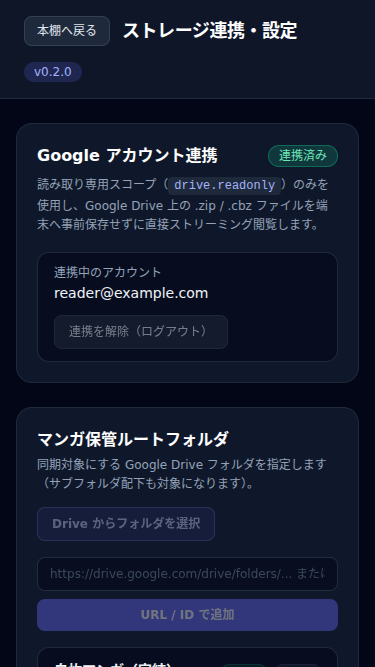 本棚へ戻る ストレージ連携・設定
v0.2.0
Google アカウント連携 連携済み
読み取り専用スコープ（ drive.readonly ）のみを
使用し、Google Drive 上の .zip / .cbz ファイルを端
末へ事前保存せずに直接ストリーミング閲覧します。
連携中のアカウント
reader@example.com
連携を解除（ログアウト）
マンガ保管ルートフォルダ
同期対象にする Google Drive フォルダを指定します
（サブフォルダ配下も対象になります）。
Drive からフォルダを選択
https://drive.google.com/drive/folders/... または
URL / ID で追加